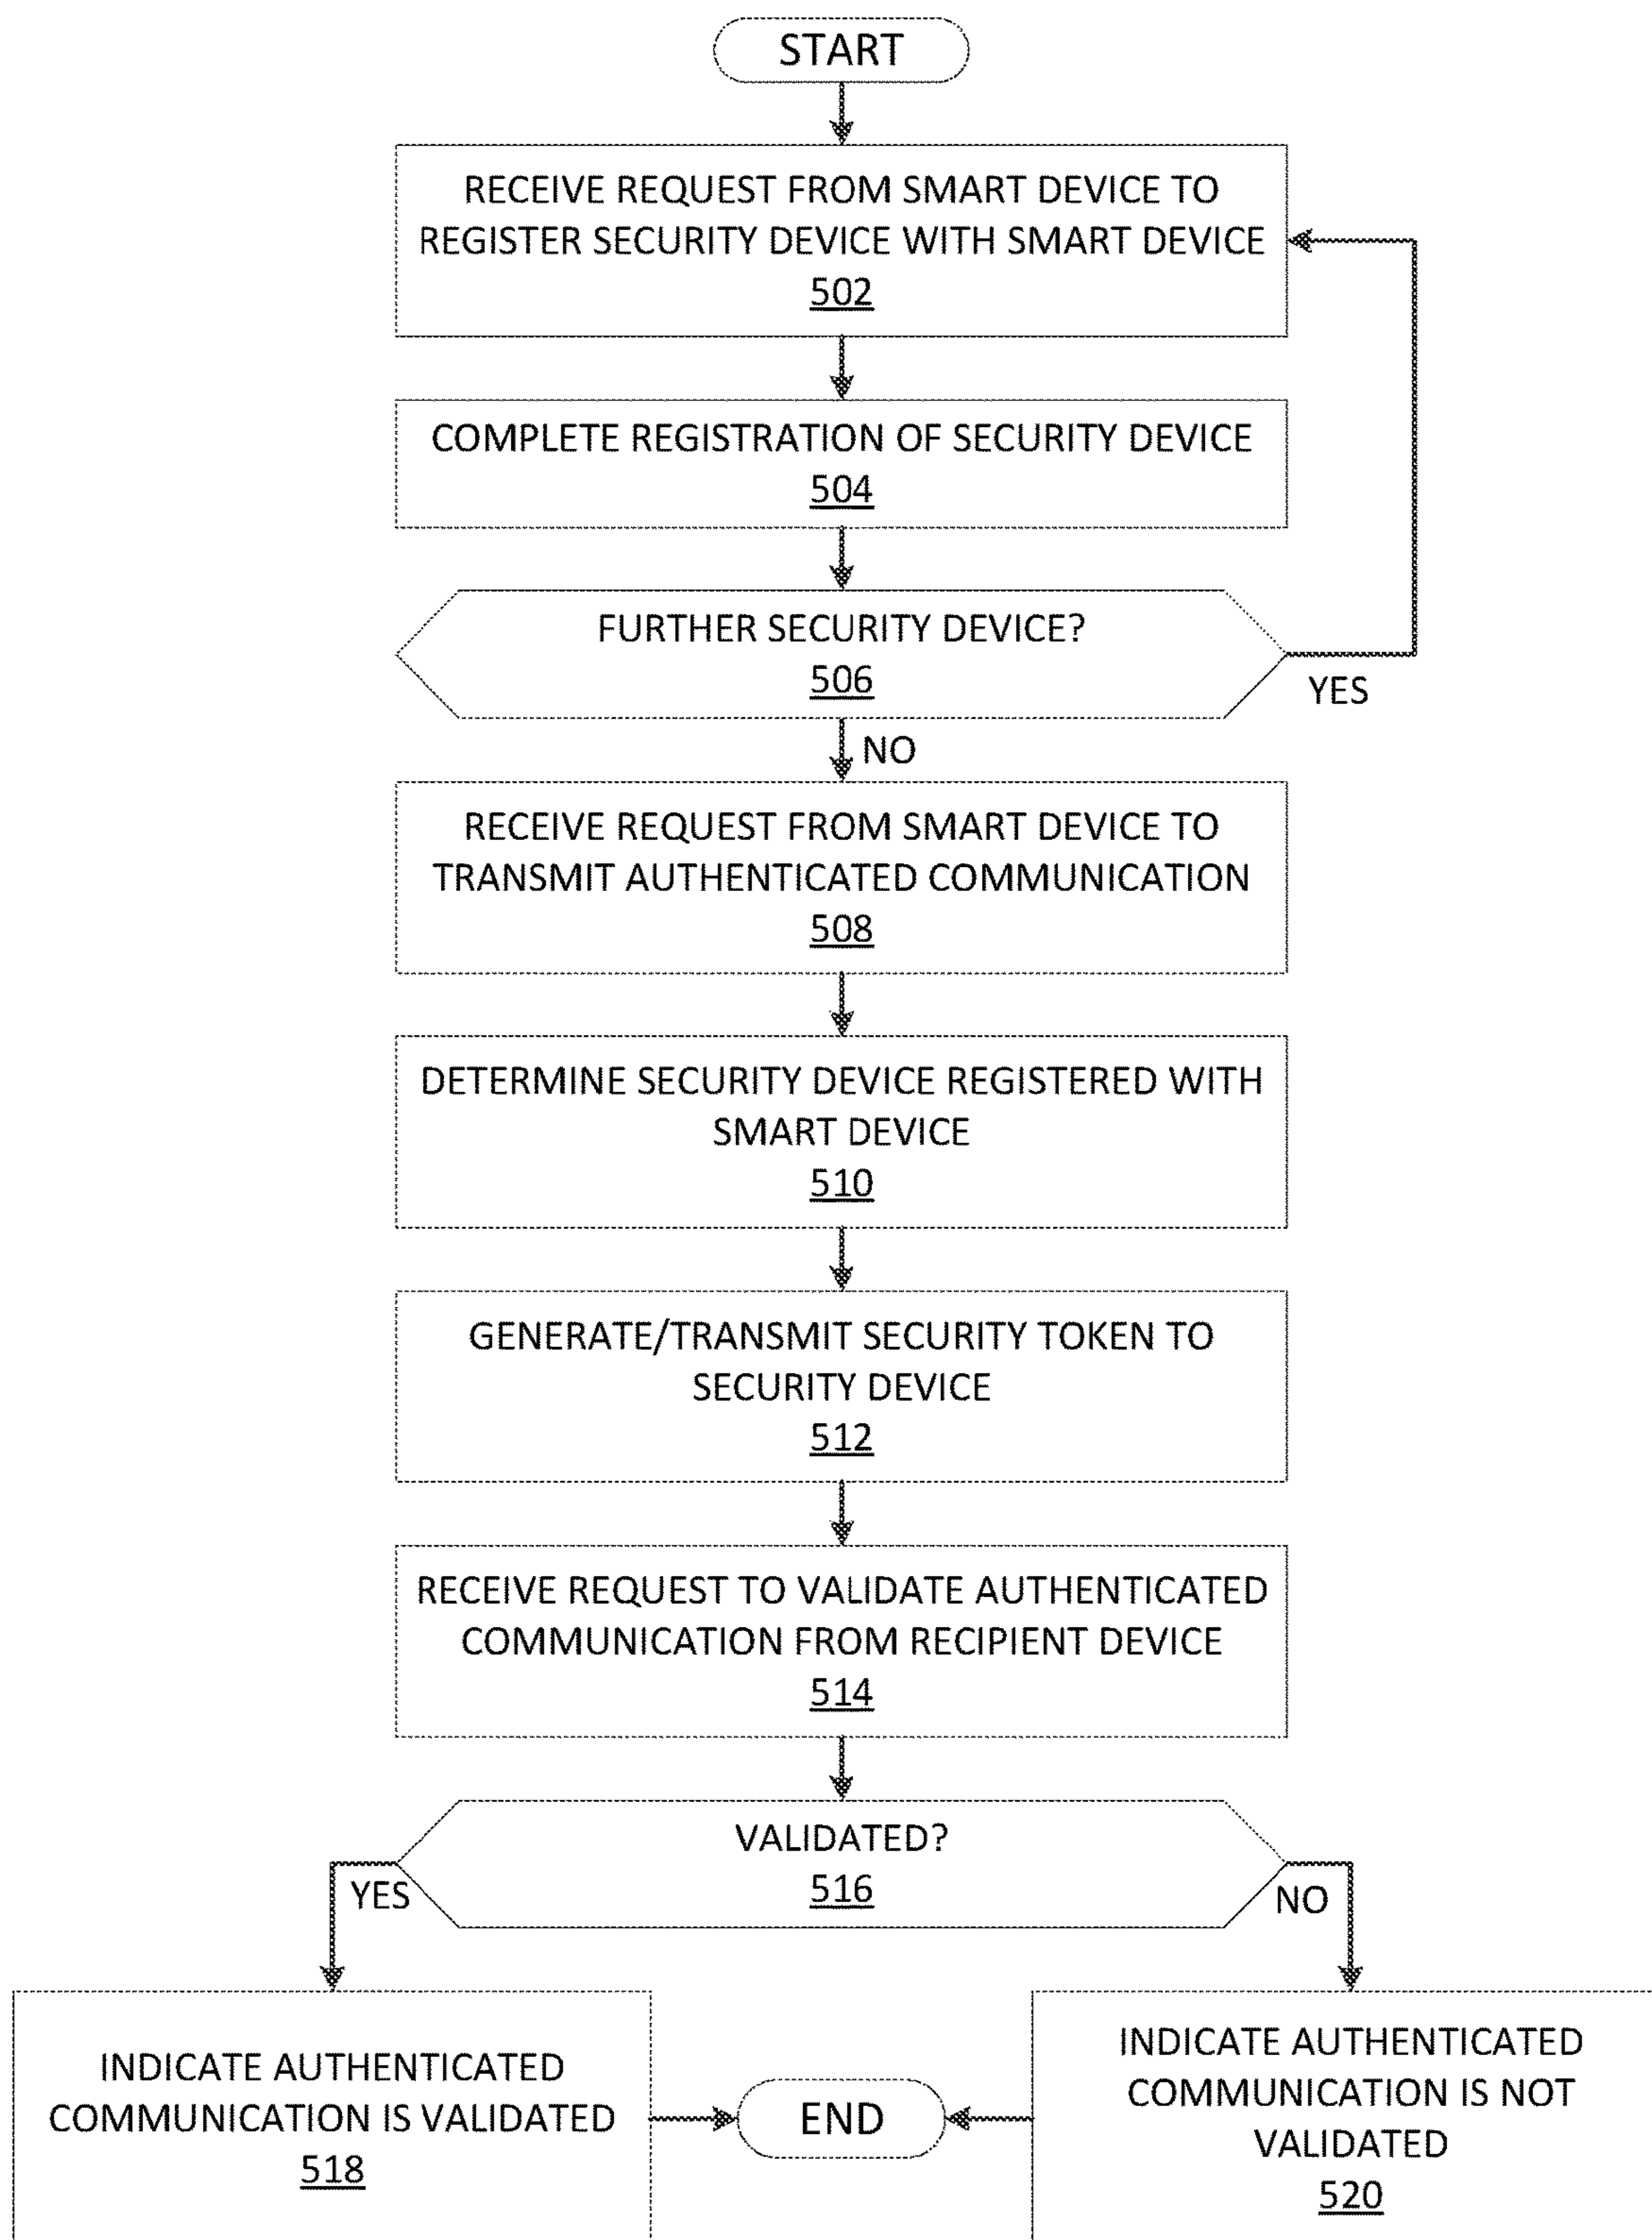 START
RECEIVE REQUEST FROM SMART DEVICE TO
REGISTER SECURITY DEVICE WITH SMART DEVICE
502
COMPLETE REGISTRATION OF SECURITY DEVICE
504
FURTHER SECURITY DEVICE?
506
YES
NO
RECEIVE REQUEST FROM SMART DEVICE TO
TRANSMIT AUTHENTICATED COMMUNICATION
508
DETERMINE SECURITY DEVICE REGISTERED WITH
SMART DEVICE
510
GENERATE/TRANSMIT SECURITY TOKEN TO
SECURITY DEVICE
512
RECEIVE REQUEST TO VALIDATE AUTHENTICATED
COMMUNICATION FROM RECIPIENT DEVICE
514
VALIDATED?
516
YES
NO
INDICATE AUTHENTICATED
COMMUNICATION IS VALIDATED
518
END
INDICATE AUTHENTICATED
COMMUNICATION IS NOT
VALIDATED
520